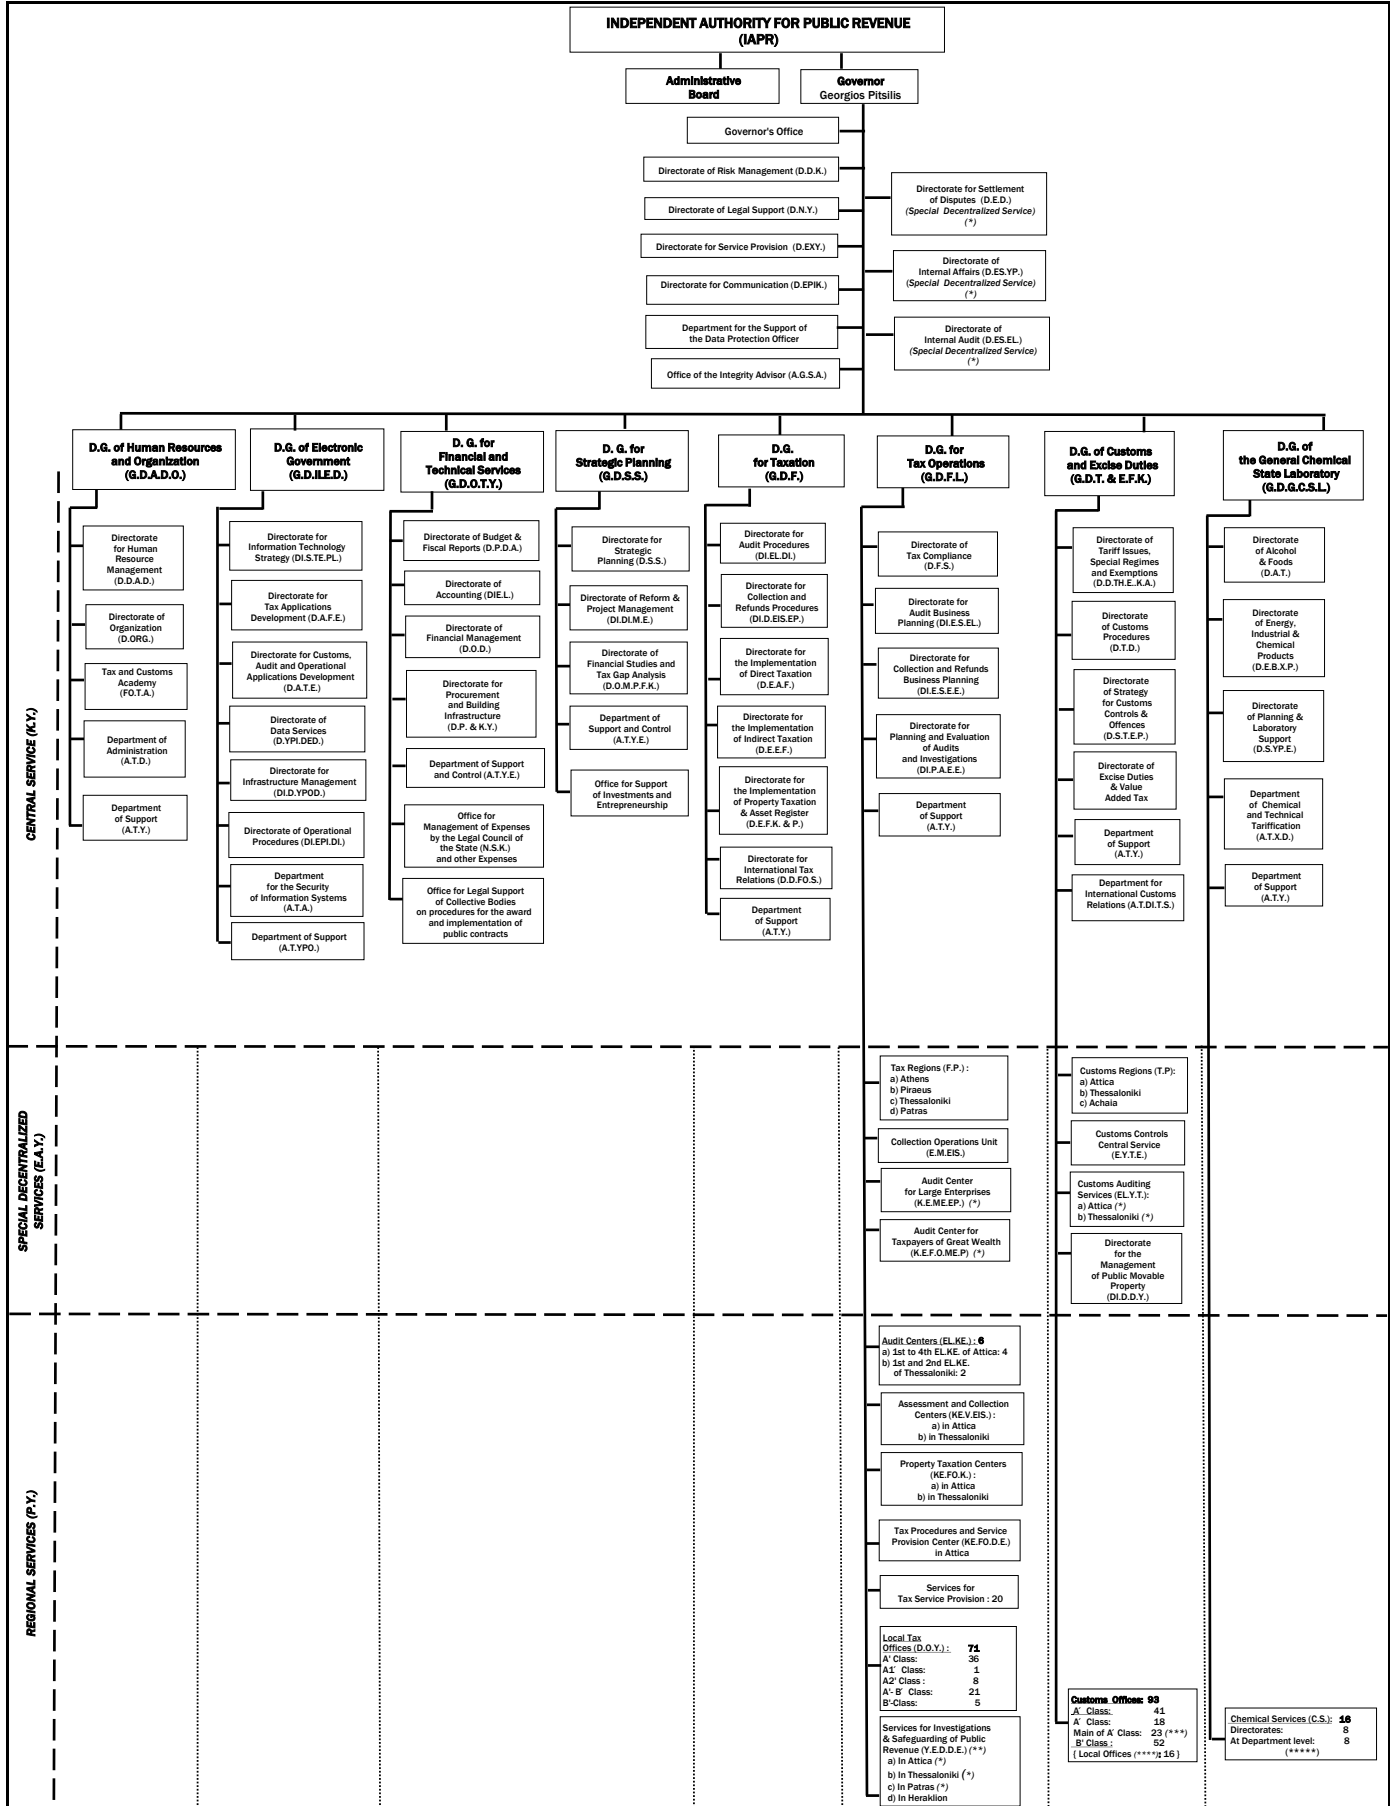 INDEPENDENT AUTHORITY FOR PUBLIC REVENUE
(IAPR)
Administrative
Board
Governor
Georgios Pitsilis
Governor's Office
Directorate of Risk Management (D.D.K.)
Directorate of Legal Support (D.N.Y.)
Directorate for Service Provision (D.EXY.)
Directorate for Communication (D.EPIK.)
Department for the Support of
the Data Protection Officer
Office of the Integrity Advisor (A.G.S.A.)
Directorate for Settlement
of Disputes (D.E.D.)
(Special Decentralized Service)
(*)
Directorate of
Internal Affairs (D.ES.YP.)
(Special Decentralized Service)
(*)
Directorate of
Internal Audit (D.ES.EL.)
(Special Decentralized Service)
(*)
CENTRAL SERVICE (K.Y.)
D.G. of Human Resources
and Organization
(G.D.A.D.O.)
Directorate
for Human
Resource
Management
(D.D.A.D.)
Directorate of
Organization
(D.ORG.)
Tax and Customs
Academy
(FO.T.A.)
Department of
Administration
(A.T.D.)
Department
of Support
(A.T.Y.)
D.G. of Electronic
Government
(G.D.ILE.D.)
Directorate for
Information Technology
Strategy (DI.S.TE.PL.)
Directorate for
Tax Applications
Development (D.A.F.E.)
Directorate for Customs,
Audit and Operational
Applications Development
(D.A.T.E.)
Directorate of
Data Services
(D.YPI.DED.)
Directorate for
Infrastructure Management
(DI.D.YPOD.)
Directorate of Operational
Procedures (DI.EPI.DI.)
Department
for the Security
of Information Systems
(A.T.A.)
Department of Support
(A.T.YPO.)
D. G. for
Financial and
Technical Services
(G.D.O.T.Y.)
Directorate of Budget &
Fiscal Reports (D.P.D.A.)
Directorate of
Accounting (DIE.L.)
Directorate of
Financial Management
(D.O.D.)
Directorate for
Procurement
and Building
Infrastructure
(D.P. & K.Y.)
Department of Support
and Control (A.T.Y.E.)
Office for
Management of Expenses
by the Legal Council of
the State (N.S.K.)
and other Expenses
Office for Legal Support
of Collective Bodies
on procedures for the award
and implementation of
public contracts
D. G. for
Strategic Planning
(G.D.S.S.)
Directorate for
Strategic
Planning (D.S.S.)
Directorate of Reform &
Project Management
(DI.DI.M.E.)
Directorate of
Financial Studies and
Tax Gap Analysis
(D.O.M.P.F.K.)
Department of
Support and Control
(A.T.Y.E.)
Office for Support
of Investments and
Entrepreneurship
D.G.
for Taxation
(G.D.F.)
Directorate for
Audit Procedures
(DI.EL.DI.)
Directorate for
Collection and
Refunds Procedures
(DI.D.EIS.EP.)
Directorate for
the Implementation
of Direct Taxation
(D.E.A.F.)
Directorate for
the Implementation
of Indirect Taxation
(D.E.E.F.)
Directorate for
the Implementation
of Property Taxation
& Asset Register
(D.E.F.K. & P.)
Directorate for
International Tax
Relations (D.D.FO.S.)
Department
of Support
(A.T.Y.)
D.G. for
Tax Operations
(G.D.F.L.)
Directorate of
Tax Compliance
(D.F.S.)
Directorate for
Audit Business
Planning (DI.E.S.EL.)
Directorate for
Collection and Refunds
Business Planning
(DI.E.S.E.E.)
Directorate for
Planning and Evaluation
of Audits
and Investigations
(DI.P.A.E.E.)
Department
of Support
(A.T.Y.)
D.G. of Customs
and Excise Duties
(G.D.T. & E.F.K.)
Directorate of
Tariff Issues,
Special Regimes
and Exemptions
(D.D.TH.E..K.A.)
Directorate
of Customs
Procedures
(D.T.D.)
Directorate
of Strategy
for Customs
Controls &
Offences
(D.S.T.E.P.)
Directorate of
Excise Duties
& Value
Added Tax
Department
of Support
(A.T.Y.)
Department for
International Customs
Relations (A.T.DI.T.S.)
D.G. of
the General Chemical
State Laboratory
(G.D.G.C.S.L.)
Directorate
of Alcohol
& Foods
(D.A.T.)
Directorate
of Energy,
Industrial &
Chemical
Products
(D.E.B.X.P.)
Directorate
of Planning &
Laboratory
Support
(D.S.YP.E.)
Department
of Chemical
and Technical
Tariffication
(A.T.X.D.)
Department
of Support
(A.T.Y.)
SPECIAL DECENTRALIZED
SERVICES (E.A.Y.)
Tax Regions (F.P.) :
a) Athens
b) Piraeus
c) Thessaloniki
d) Patras
Collection Operations Unit
(E.M.EIS.)
Audit Center
for Large Enterprises
(K.E.ME.EP.) (*)
Audit Center for
Taxpayers of Great Wealth
(K.E.F.O.ME.P) (*)
Customs Regions (T.P):
a) Attica
b) Thessaloniki
c) Achaia
Customs Controls
Central Service
(E.Y.T.E.)
Customs Auditing
Services (EL.Y.T.):
a) Attica (*)
b) Thessaloniki (*)
Directorate
for the
Management
of Public Movable
Property
(DI.D.D.Y.)
REGIONAL SERVICES (P.Y.)
Audit Centers (EL.KE.) : 6
a) 1st to 4th EL.KE. of Attica: 4
b) 1st and 2nd EL.KE.
of Thessaloniki: 2
Assessment and Collection
Centers (KE.V.EIS.) :
a) in Attica
b) in Thessaloniki
Property Taxation Centers
(KE.FO.K.) :
a) in Attica
b) in Thessaloniki
Tax Procedures and Service
Provision Center (KE.FO.D.E.)
in Attica
Services for
Tax Service Provision : 20
Local Tax
Offices (D.O.Y.) : 71
A' Class: 36
A1' Class: 1
A2' Class : 8
A'- B' Class: 21
B'-Class: 5
Services for Investigations
& Safeguarding of Public
Revenue (Y.E.D.D.E.) (**)
a) In Attica (*)
b) In Thessaloniki (*)
c) In Patras (*)
d) In Heraklion
Customs Offices: 93
A' Class: 41
A' Class: 18
Main of A' Class: 23 (***)
B' Class : 52
{ Local Offices (****): 16 }
Chemical Services (C.S.): 16
Directorates: 8
At Department level: 8
(*****)